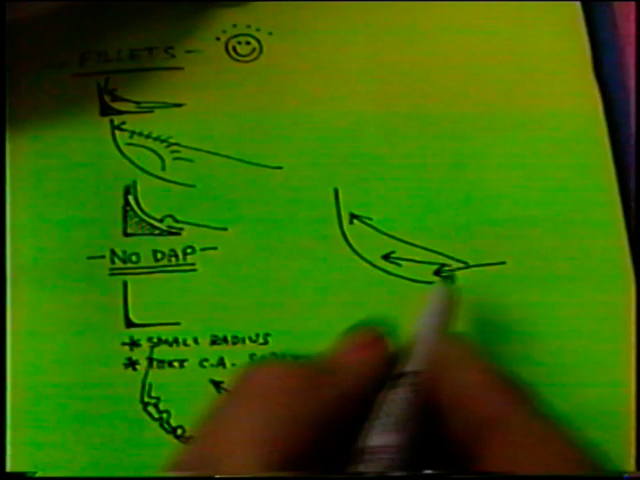 - FILLETS -
- NO DAP -
* SMALL RADIUS
* C.A.